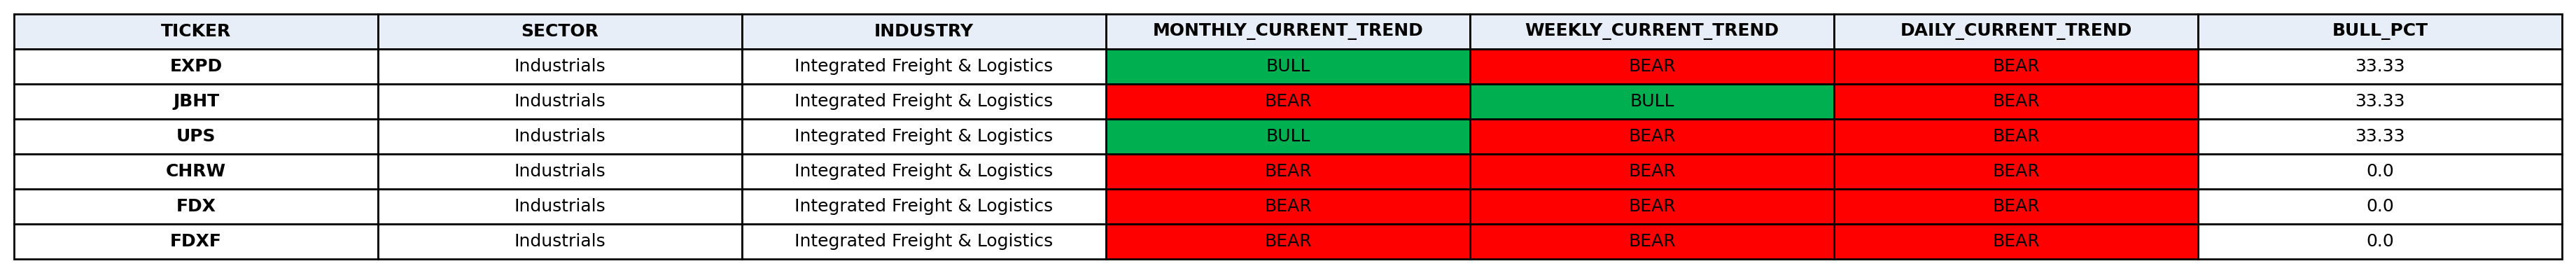 TICKER SECTOR INDUSTRY MONTHLY_CURRENT_TREND WEEKLY_CURRENT_TREND DAILY_CURRENT_TREND BULL_PCT
EXPD Industrials Integrated Freight & Logistics BULL BEAR BEAR 33.33
JBHT Industrials Integrated Freight & Logistics BEAR BULL BEAR 33.33
UPS Industrials Integrated Freight & Logistics BULL BEAR BEAR 33.33
CHRW Industrials Integrated Freight & Logistics BEAR BEAR BEAR 0.0
FDX Industrials Integrated Freight & Logistics BEAR BEAR BEAR 0.0
FDXF Industrials Integrated Freight & Logistics BEAR BEAR BEAR 0.0